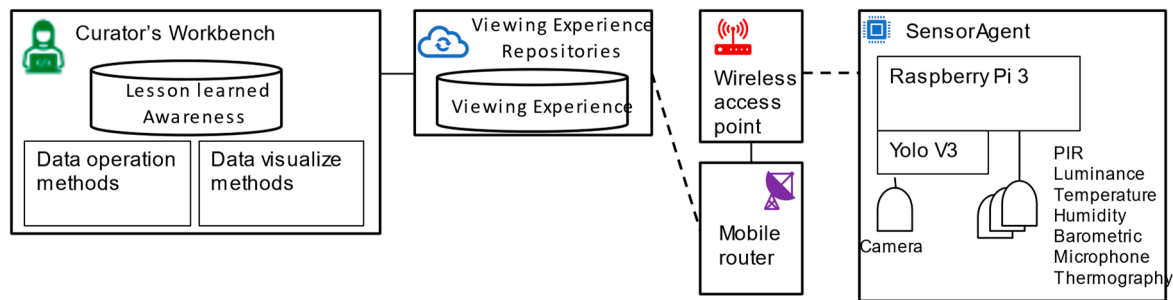 Curator's Workbench
Lesson learned
Awareness
Data operation
methods
Data visualize
methods
Viewing Experience
Repositories
Viewing Experience
Wireless
access
point
Mobile
router
SensorAgent
Raspberry Pi 3
Yolo V3
Camera
PIR
Luminance
Temperature
Humidity
Barometric
Microphone
Thermography